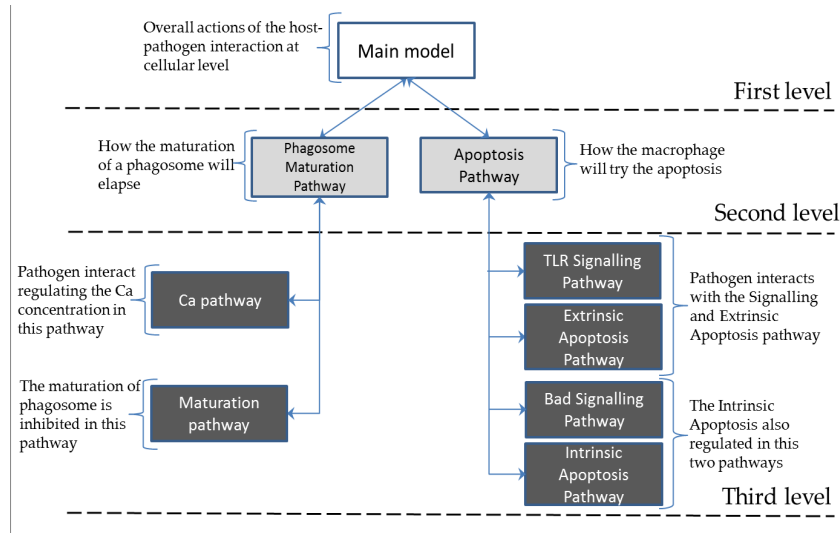 Overall actions of the host-
pathogen interaction at
cellular level
Main model
First level
How the maturation
of a phagosome will
elapse
Phagosome
Maturation
Pathway
Apoptosis
Pathway
How the macrophage
will try the apoptosis
Second level
Pathogen interact
regulating the Ca
concentration in
this pathway
Ca pathway
TLR Signalling
Pathway
Extrinsic
Apoptosis
Pathway
Pathogen interacts
with the Signalling
and Extrinsic
Apoptosis pathway
The maturation of
phagosome is
inhibited in this
pathway
Maturation
pathway
Bad Signalling
Pathway
Intrinsic
Apoptosis
Pathway
The Intrinsic
Apoptosis also
regulated in this
two pathways
Third level